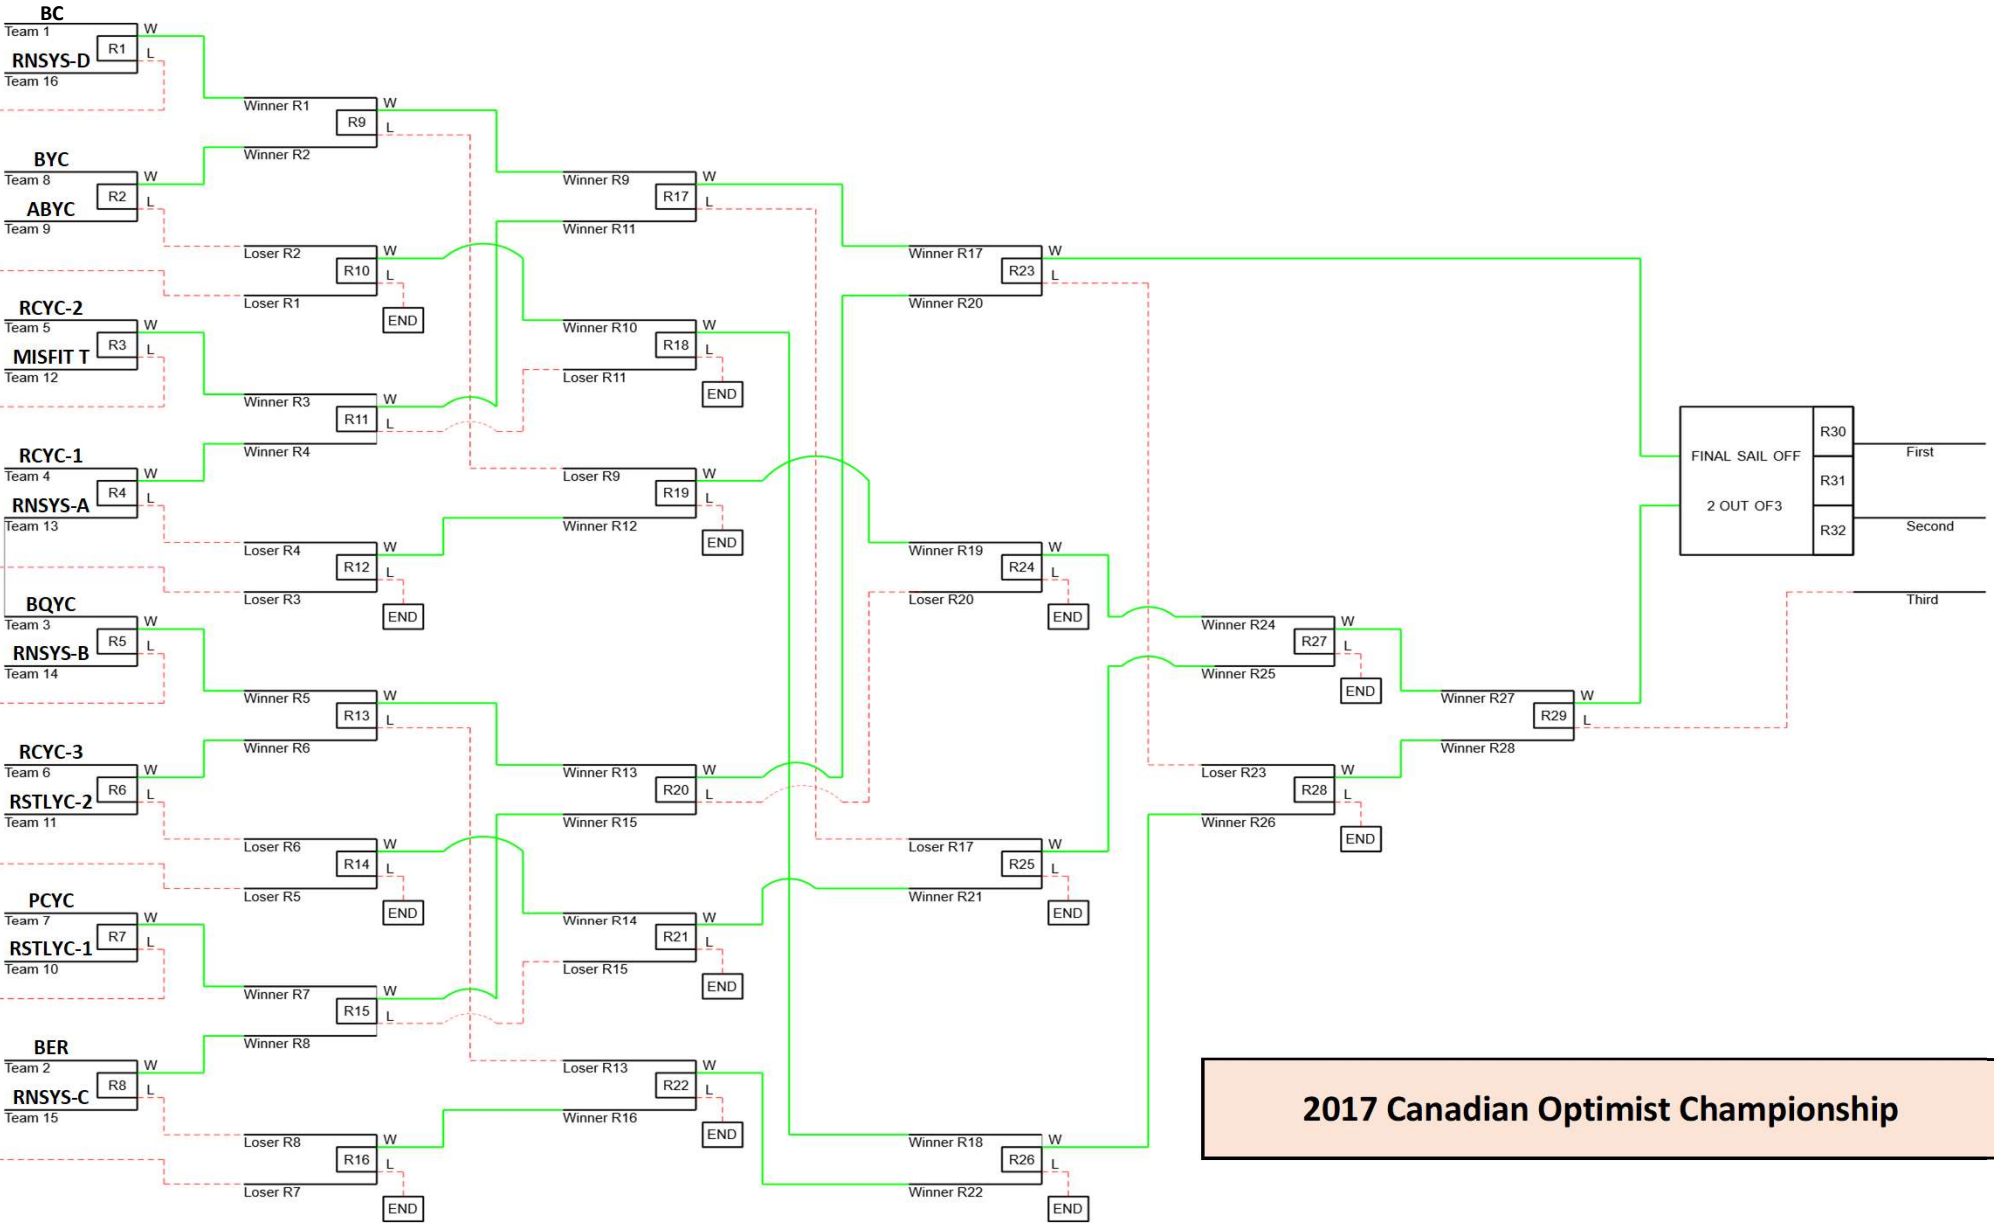 BC
Team 1
R1
W
L
RNSYS-D
Team 16
BYC
Team 8
R2
W
L
ABYC
Team 9
RCYC-2
Team 5
R3
W
L
MISFIT T
Team 12
RCYC-1
Team 4
R4
W
L
RNSYS-A
Team 13
BQYC
Team 3
R5
W
L
RNSYS-B
Team 14
RCYC-3
Team 6
R6
W
L
RSTLYC-2
Team 11
PCYC
Team 7
R7
W
L
RSTLYC-1
Team 10
BER
Team 2
R8
W
L
RNSYS-C
Team 15
Winner R1
R9
W
L
Winner R2
Loser R2
R10
W
L
Loser R1
END
Winner R3
R11
W
L
Winner R4
Loser R4
R12
W
L
Loser R3
END
Winner R5
R13
W
L
Winner R6
Loser R6
R14
W
L
Loser R5
END
Winner R7
R15
W
L
Winner R8
Loser R8
R16
W
L
Loser R7
END
Winner R9
R17
W
L
Winner R11
Winner R10
R18
W
L
Loser R11
END
Loser R9
R19
W
L
Winner R12
END
Winner R13
R20
W
L
Winner R15
Winner R14
R21
W
L
Loser R15
END
Loser R13
R22
W
L
Winner R16
END
Winner R17
R23
W
L
Winner R20
Winner R19
R24
W
L
Loser R20
END
Loser R17
R25
W
L
Winner R21
END
Winner R18
R26
W
L
Winner R22
END
Winner R24
R27
W
L
Winner R25
END
Loser R23
R28
W
L
Winner R26
END
Winner R27
R29
W
L
Winner R28
FINAL SAIL OFF
2 OUT OF3
R30
R31
R32
First
Second
Third
2017 Canadian Optimist Championship